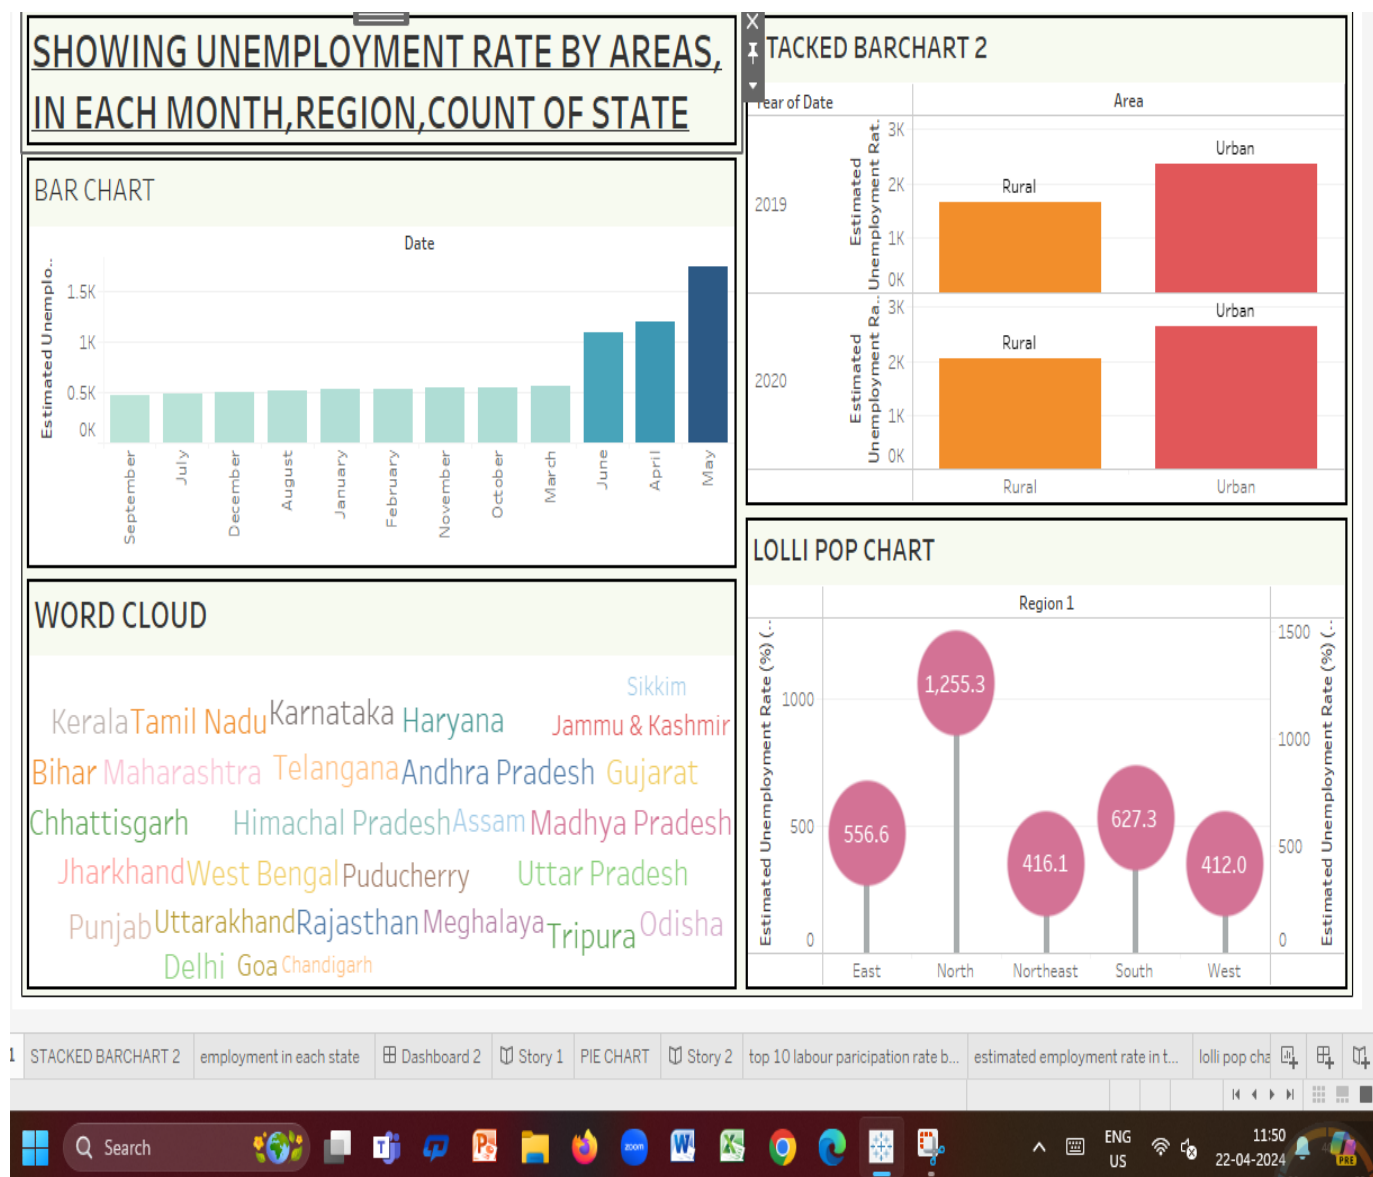 SHOWING UNEMPLOYMENT RATE BY AREAS,
IN EACH MONTH,REGION,COUNT OF STATE
BAR CHART
Date
Estimated Unemplo..
1.5K
1K
0.5K
0K
September
July
December
August
January
February
November
October
March
June
April
May
WORD CLOUD
Sikkim
Kerala Tamil Nadu Karnataka Haryana Jammu & Kashmir
Bihar Maharashtra Telangana Andhra Pradesh Gujarat
Chhattisgarh Himachal Pradesh Assam Madhya Pradesh
Jharkhand West Bengal Puducherry Uttar Pradesh
Punjab Uttarakhand Rajasthan Meghalaya Tripura Odisha
Delhi Goa Chandigarh
TACKED BARCHART 2
Year of Date
Area
2019
Estimated
Unemployment Rat..
3K
2K
1K
0K
Rural
Urban
2020
Estimated
Unemployment Ra..
3K
2K
1K
0K
Rural
Urban
Rural
Urban
LOLLI POP CHART
Region 1
Estimated Unemployment Rate (%) (..
1000
500
0
556.6
1,255.3
416.1
627.3
412.0
1500
1000
500
0
Estimated Unemployment Rate (%) (..
East
North
Northeast
South
West
1 STACKED BARCHART 2 employment in each state Dashboard 2 Story 1 PIE CHART Story 2 top 10 labour paricipation rate b... estimated employment rate in t... lolli pop cha
Search
zoom
ENG
US
11:50
22-04-2024
PRE